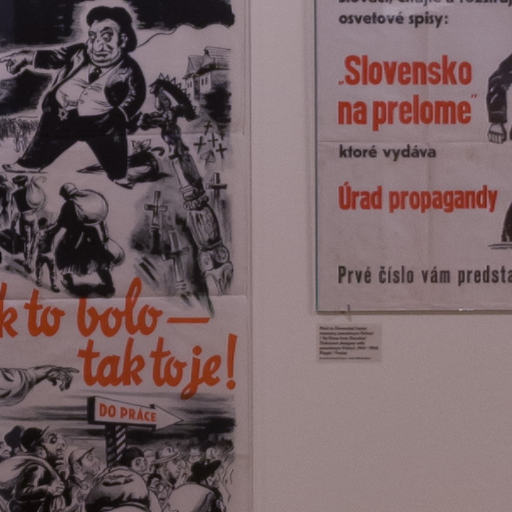 k to bolo—
tak to je!
DO PRÁCE
osvetové spisy:
„Slovensko
na prelome"
ktoré vydáva
Úrad propagandy
Prvé číslo vám predsta